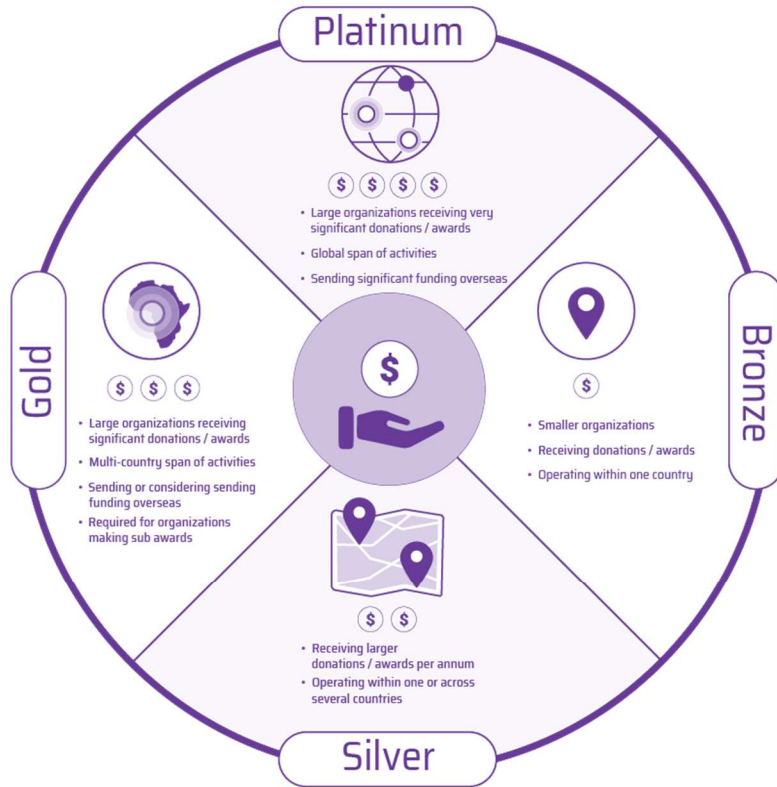 Platinum
$ $ $ $
• Large organizations receiving very
significant donations / awards
• Global span of activities
• Sending significant funding overseas
Gold
$ $ $
• Large organizations receiving
significant donations / awards
• Multi-country span of activities
• Sending or considering sending
funding overseas
• Required for organizations
making sub awards
$
Bronze
$
• Smaller organizations
• Receiving donations / awards
• Operating within one country
$ $
• Receiving larger
donations / awards per annum
• Operating within one or across
several countries
Silver